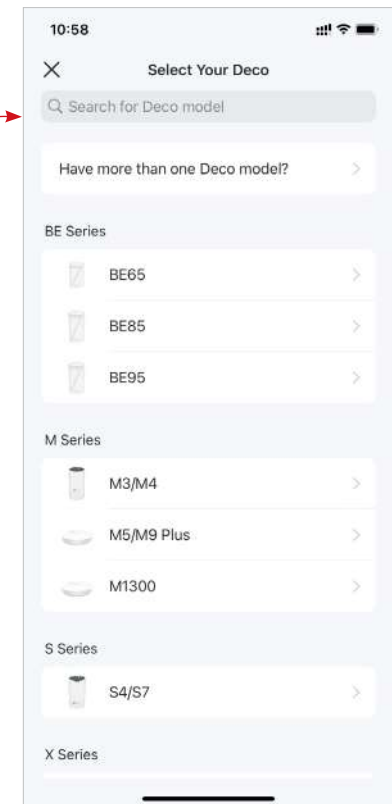 10:58
Select Your Deco
Search for Deco model
Have more than one Deco model?
BE Series
BE65
BE85
BE95
M Series
M3/M4
M5/M9 Plus
M1300
S Series
S4/S7
X Series